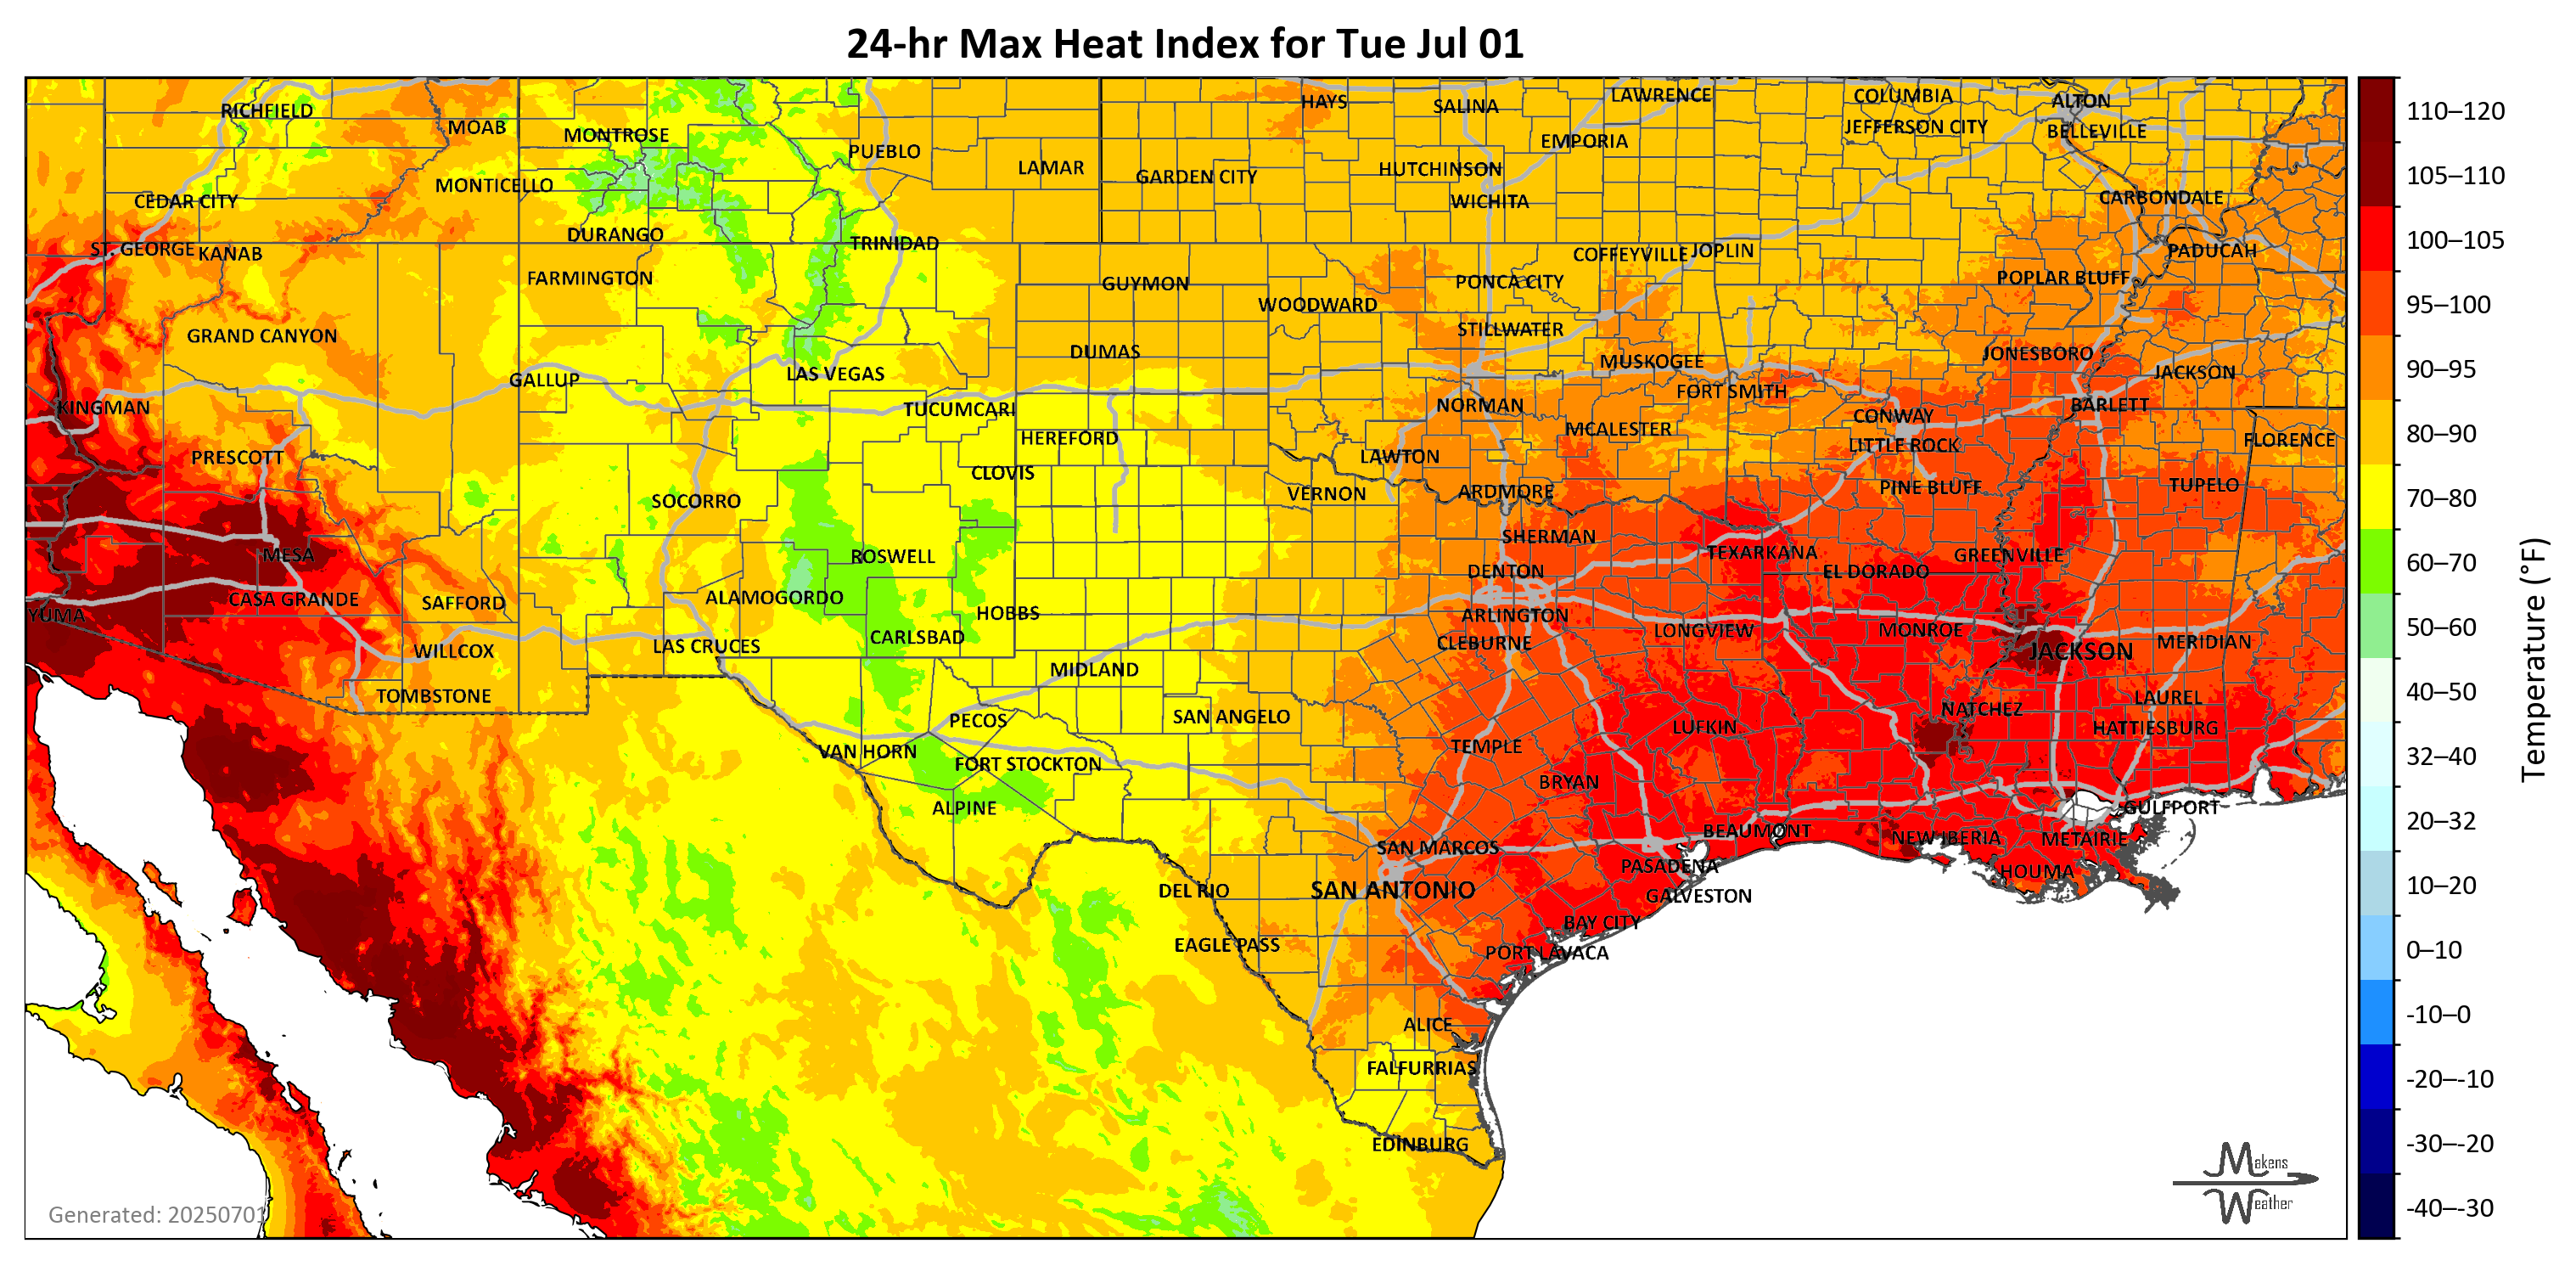 24-hr Max Heat Index for Tue Jul 01
RICHFIELD
MOAB
MONTROSE
PUEBLO
LAMAR
HAYS
SALINA
LAWRENCE
COLUMBIA
ALTON
JEFFERSON CITY
BELLEVILLE
EMPORIA
HUTCHINSON
GARDEN CITY
WICHITA
MONTICELLO
CEDAR CITY
CARBONDALE
DURANGO
TRINIDAD
ST. GEORGE
KANAB
COFFEYVILLE
JOPLIN
PADUCAH
FARMINGTON
GUYMON
PONCA CITY
POPLAR BLUFF
WOODWARD
GRAND CANYON
STILLWATER
DUMAS
JONESBORO
MUSKOGEE
GALLUP
LAS VEGAS
JACKSON
FORT SMITH
KINGMAN
TUCUMCARI
NORMAN
BARLETT
CONWAY
MCALESTER
HEREFORD
LITTLE ROCK
FLORENCE
PRESCOTT
LAWTON
CLOVIS
VERNON
ARDMORE
PINE BLUFF
TUPELO
SOCORRO
SHERMAN
MESA
ROSWELL
TEXARKANA
GREENVILLE
DENTON
EL DORADO
CASA GRANDE
SAFFORD
ALAMOGORDO
HOBBS
YUMA
ARLINGTON
CARLSBAD
LONGVIEW
MONROE
CLEBURNE
LAS CRUCES
WILLCOX
JACKSON
MERIDIAN
MIDLAND
TOMBSTONE
LAUREL
NATCHEZ
PECOS
SAN ANGELO
LUFKIN
HATTIESBURG
VAN HORN
TEMPLE
FORT STOCKTON
BRYAN
ALPINE
GULFPORT
BEAUMONT
NEW IBERIA
METAIRIE
SAN MARCOS
PASADENA
HOUMA
DEL RIO
SAN ANTONIO
GALVESTON
BAY CITY
EAGLE PASS
PORT LAVACA
ALICE
FALFURRIAS
EDINBURG
Generated: 20250701
Makens
Weather
110–120
105–110
100–105
95–100
90–95
80–90
70–80
60–70
50–60
40–50
32–40
20–32
10–20
0–10
-10–0
-20–-10
-30–-20
-40–-30
Temperature (°F)